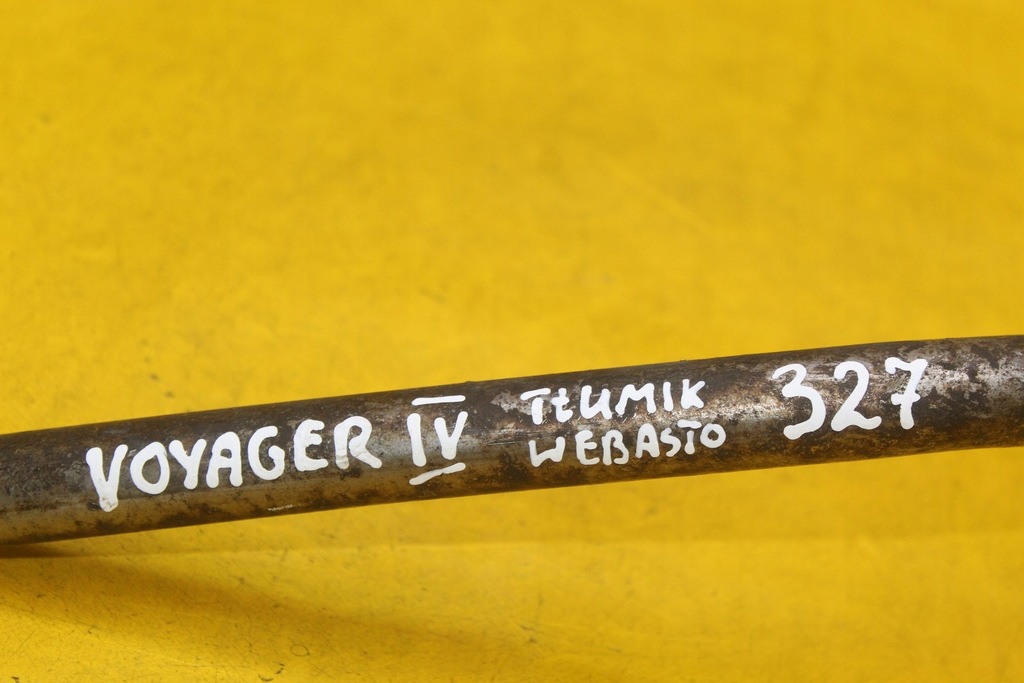 VOYAGER IV TŁUMIK 327
WEBASTO